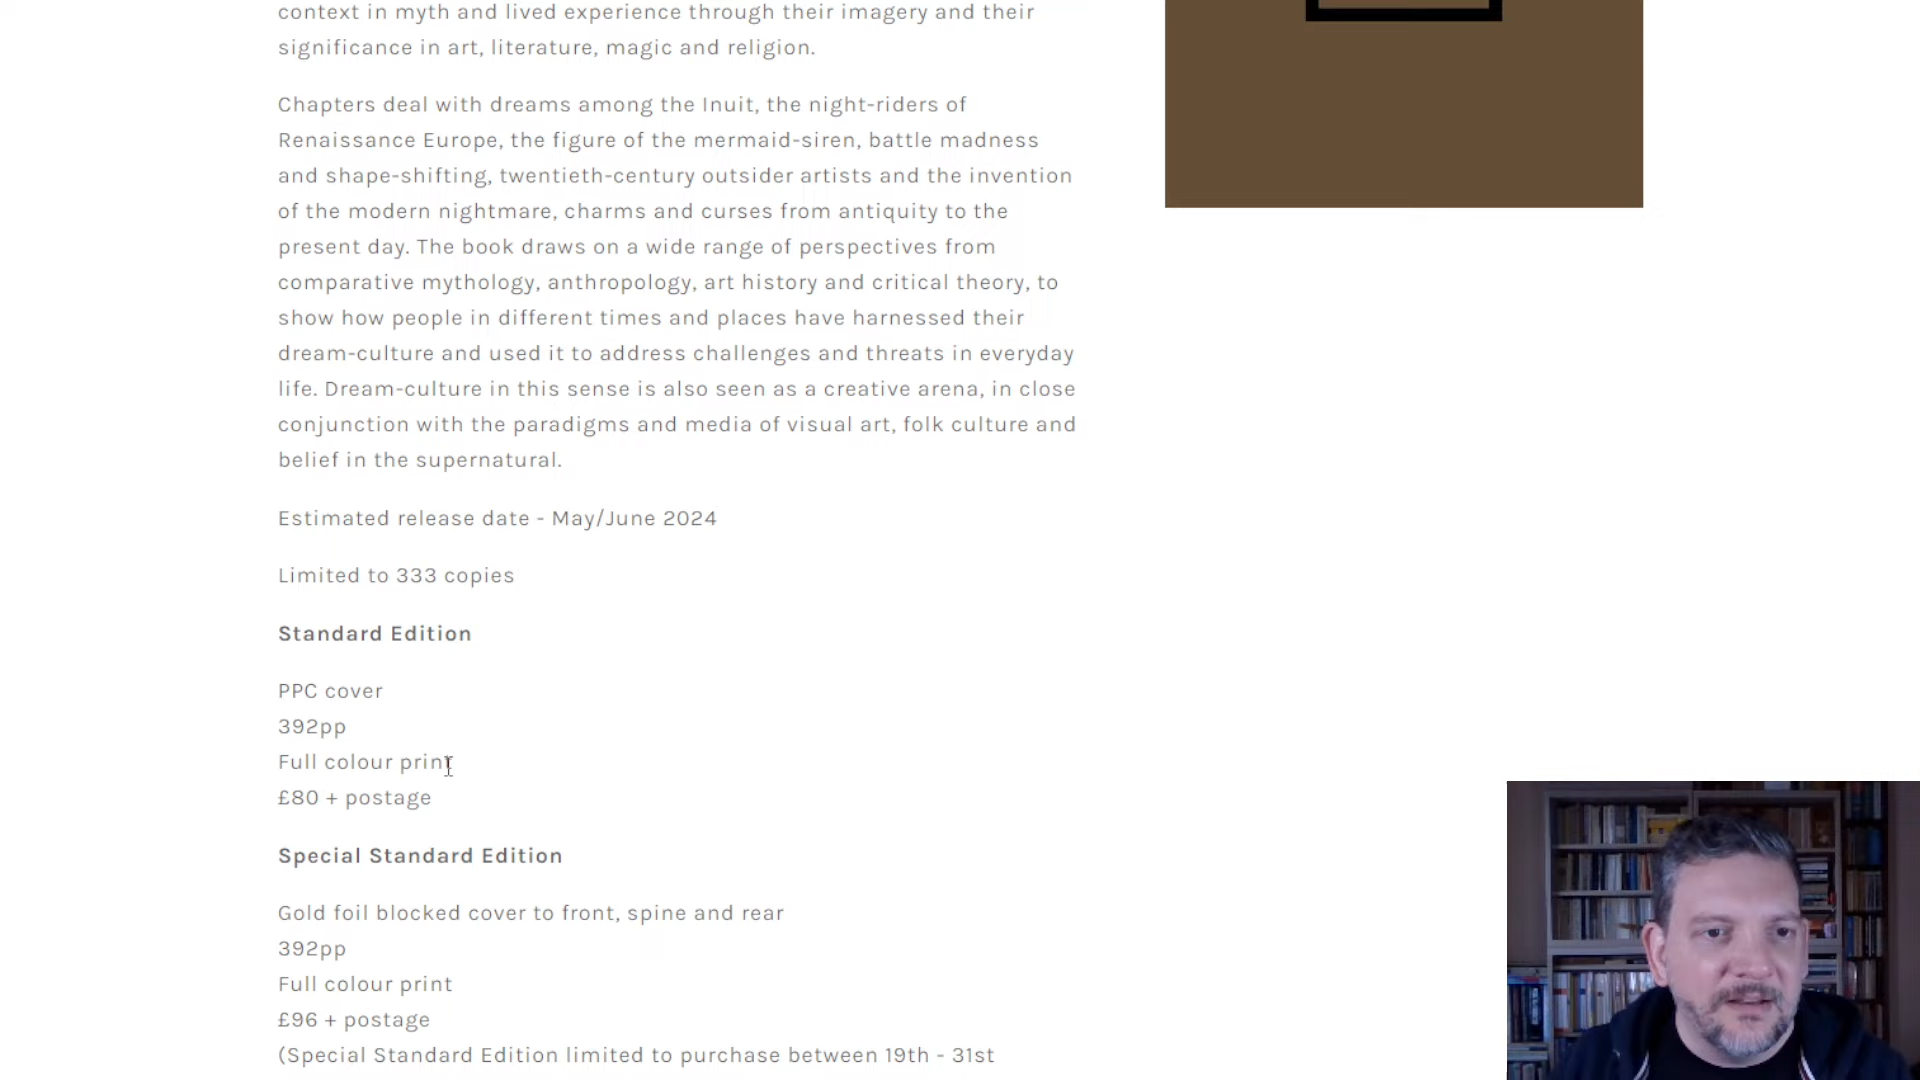 context in myth and lived experience through their imagery and their
significance in art, literature, magic and religion.
Chapters deal with dreams among the Inuit, the night-riders of
Renaissance Europe, the figure of the mermaid-siren, battle madness
and shape-shifting, twentieth-century outsider artists and the invention
of the modern nightmare, charms and curses from antiquity to the
present day. The book draws on a wide range of perspectives from
comparative mythology, anthropology, art history and critical theory, to
show how people in different times and places have harnessed their
dream-culture and used it to address challenges and threats in everyday
life. Dream-culture in this sense is also seen as a creative arena, in close
conjunction with the paradigms and media of visual art, folk culture and
belief in the supernatural.
Estimated release date - May/June 2024
Limited to 333 copies
Standard Edition
PPC cover
392pp
Full colour print
£80 + postage
Special Standard Edition
Gold foil blocked cover to front, spine and rear
392pp
Full colour print
£96 + postage
(Special Standard Edition limited to purchase between 19th - 31st